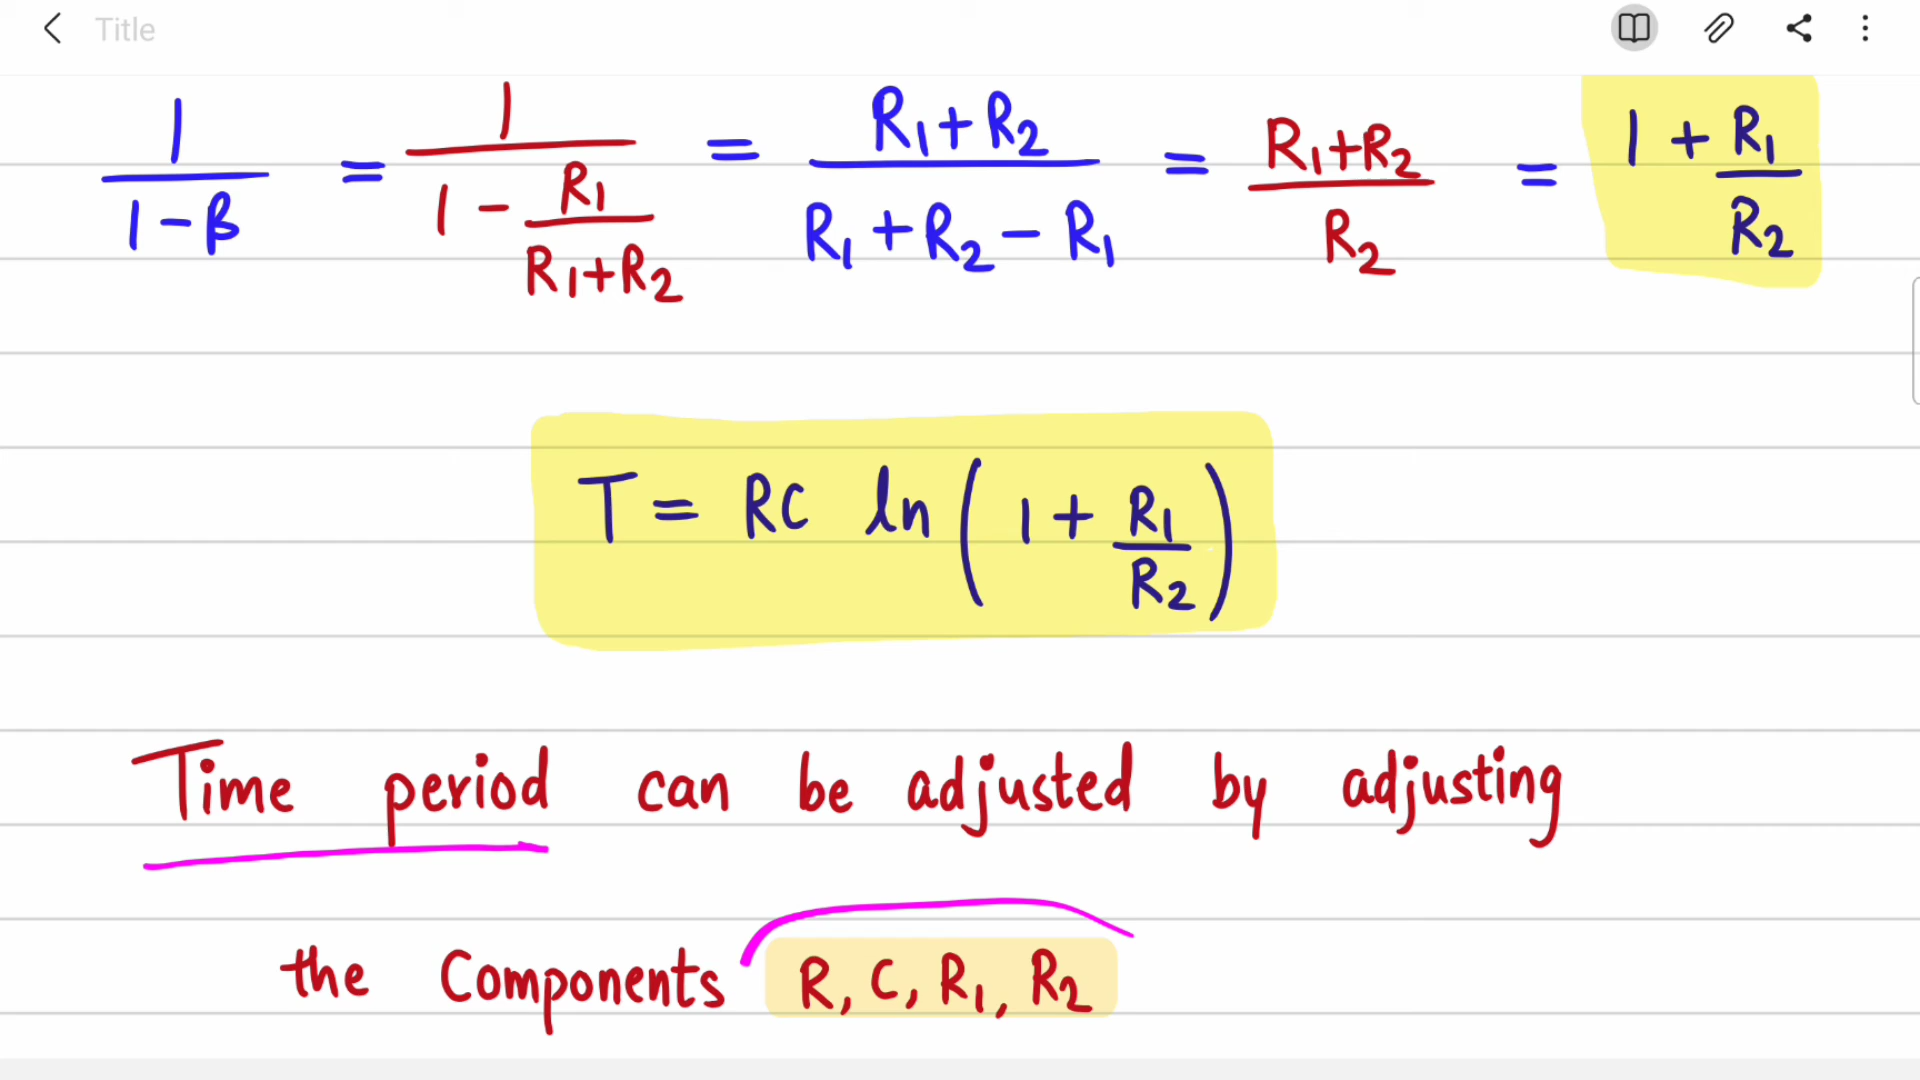 Title
1/(1-β) = 1/(1 - R₁/(R₁+R₂)) = (R₁+R₂)/(R₁+R₂-R₁) = (R₁+R₂)/R₂ = 1 + R₁/R₂
T = RC ln(1 + R₁/R₂)
Time period can be adjusted by adjusting
the Components R, C, R₁, R₂